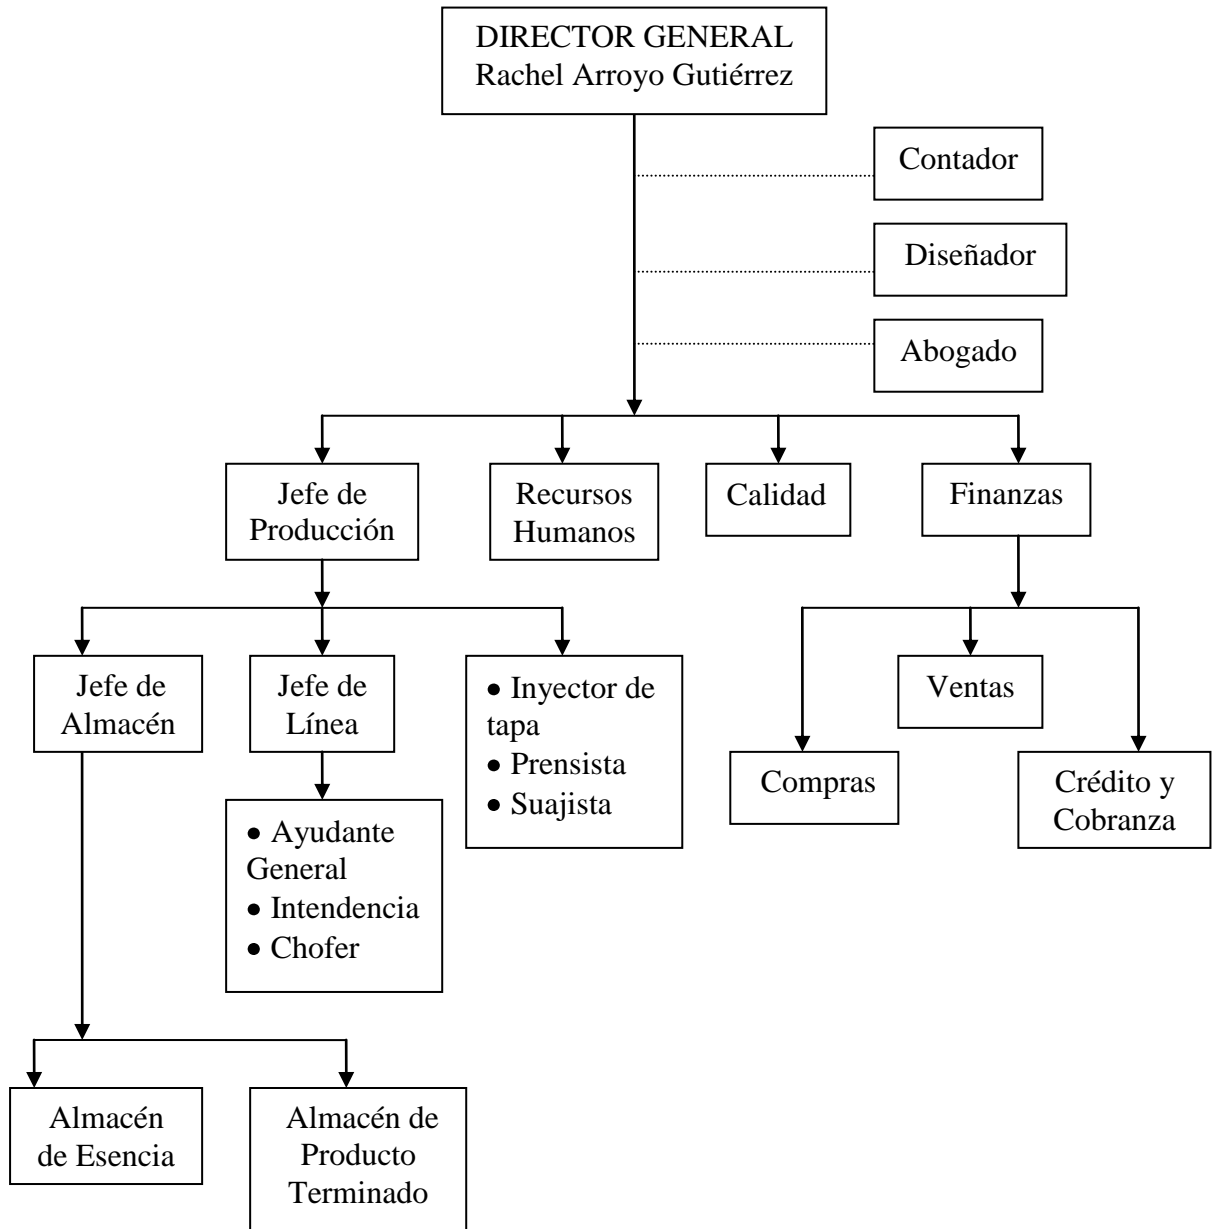 DIRECTOR GENERAL
Rachel Arroyo Gutiérrez
Contador
Diseñador
Abogado
Jefe de
Producción
Recursos
Humanos
Calidad
Finanzas
Jefe de
Almacén
Jefe de
Línea
• Inyector de
tapa
• Prensista
• Suajista
Ventas
Compras
Crédito y
Cobranza
• Ayudante
General
• Intendencia
• Chofer
Almacén
de Esencia
Almacén de
Producto
Terminado